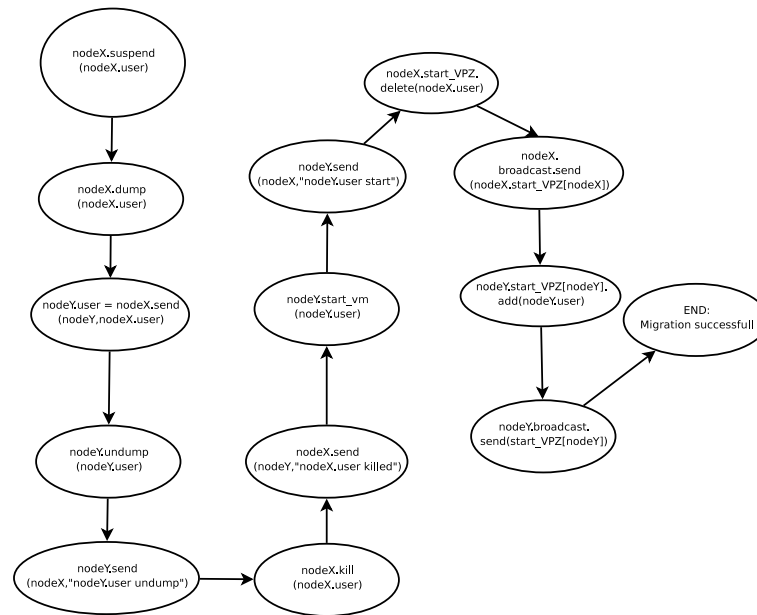 nodeX.suspend
(nodeX.user)
nodeX.dump
(nodeX.user)
nodeY.user = nodeX.send
(nodeY,nodeX.user)
nodeY.undump
(nodeY.user)
nodeY.send
(nodeX,"nodeY.user undump")
nodeX.kill
(nodeX.user)
nodeX.send
(nodeY,"nodeX.user killed")
nodeY.start_vm
(nodeY.user)
nodeY.send
(nodeX,"nodeY.user start")
nodeX.start_VPZ.
delete(nodeX.user)
nodeX.
broadcast.send
(nodeX.start_VPZ[nodeX])
nodeY.start_VPZ[nodeY].
add(nodeY.user)
nodeY.broadcast.
send(start_VPZ[nodeY])
END:
Migration successfull